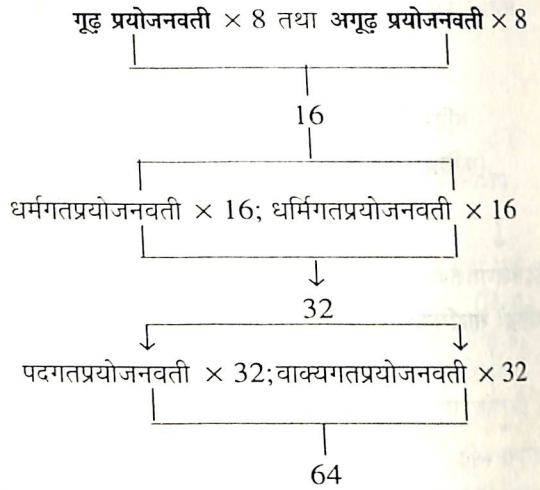 गूढ़ प्रयोजनवती × 8 तथा अगूढ़ प्रयोजनवती × 8
16
धर्मगतप्रयोजनवती × 16; धर्मिगतप्रयोजनवती × 16
32
पदगतप्रयोजनवती × 32; वाक्यगतप्रयोजनवती × 32
64